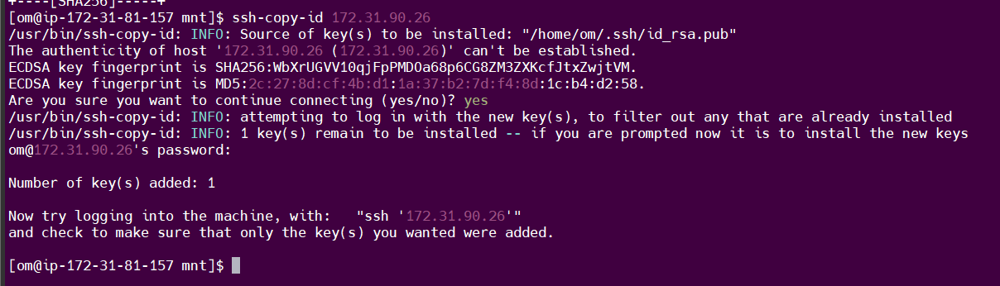 +----[SHA256]-----+
[om@ip-172-31-81-157 mnt]$ ssh-copy-id 172.31.90.26
/usr/bin/ssh-copy-id: INFO: Source of key(s) to be installed: "/home/om/.ssh/id_rsa.pub"
The authenticity of host '172.31.90.26 (172.31.90.26)' can't be established.
ECDSA key fingerprint is SHA256:WbXrUGVV10qjFpPMDOa68p6CG8ZM3ZXKcfJtxZwjtVM.
ECDSA key fingerprint is MD5:2c:27:8d:cf:4b:d1:1a:37:b2:7d:f4:8d:1c:b4:d2:58.
Are you sure you want to continue connecting (yes/no)? yes
/usr/bin/ssh-copy-id: INFO: attempting to log in with the new key(s), to filter out any that are already installed
/usr/bin/ssh-copy-id: INFO: 1 key(s) remain to be installed -- if you are prompted now it is to install the new keys
om@172.31.90.26's password:
Number of key(s) added: 1
Now try logging into the machine, with:   "ssh '172.31.90.26'"
and check to make sure that only the key(s) you wanted were added.
[om@ip-172-31-81-157 mnt]$